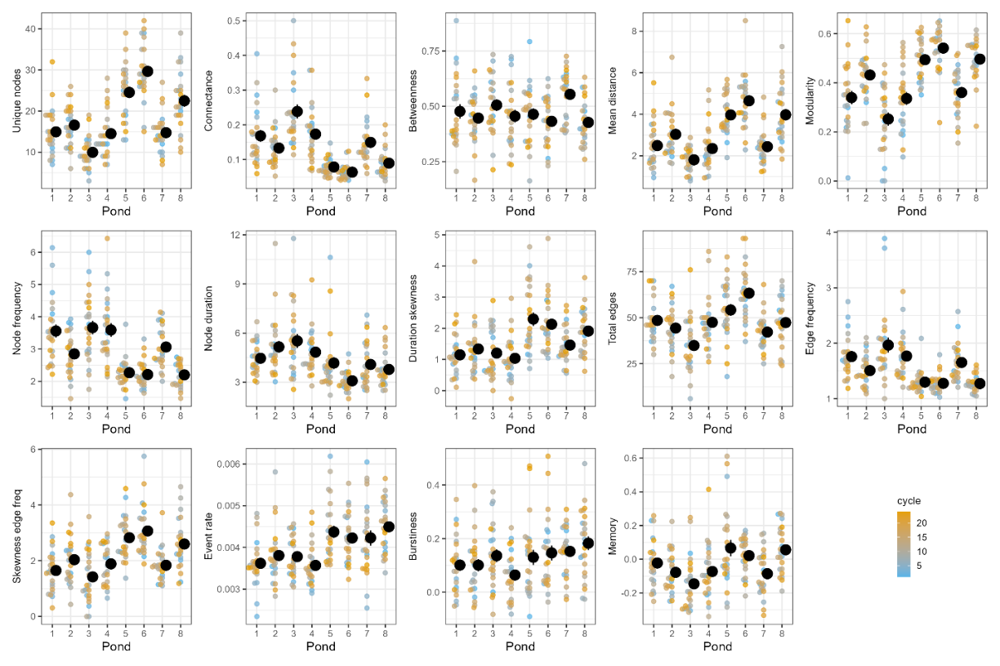 Unique nodes
40
30
20
10
1 2 3 4 5 6 7 8
Pond
Connectance
0.5
0.4
0.3
0.2
0.1
1 2 3 4 5 6 7 8
Pond
Betweenness
0.75
0.50
0.25
1 2 3 4 5 6 7 8
Pond
Mean distance
8
6
4
2
1 2 3 4 5 6 7 8
Pond
Modularity
0.6
0.4
0.2
0.0
1 2 3 4 5 6 7 8
Pond
Node frequency
6
5
4
3
2
1 2 3 4 5 6 7 8
Pond
Node duration
12
9
6
3
1 2 3 4 5 6 7 8
Pond
Duration skewness
5
4
3
2
1
0
1 2 3 4 5 6 7 8
Pond
Total edges
75
50
25
1 2 3 4 5 6 7 8
Pond
Edge frequency
4
3
2
1
1 2 3 4 5 6 7 8
Pond
Skewness edge freq
6
4
2
0
1 2 3 4 5 6 7 8
Pond
Event rate
0.006
0.005
0.004
0.003
1 2 3 4 5 6 7 8
Pond
Burstiness
0.4
0.2
0.0
1 2 3 4 5 6 7 8
Pond
Memory
0.6
0.4
0.2
0.0
-0.2
1 2 3 4 5 6 7 8
Pond
cycle
20
15
10
5